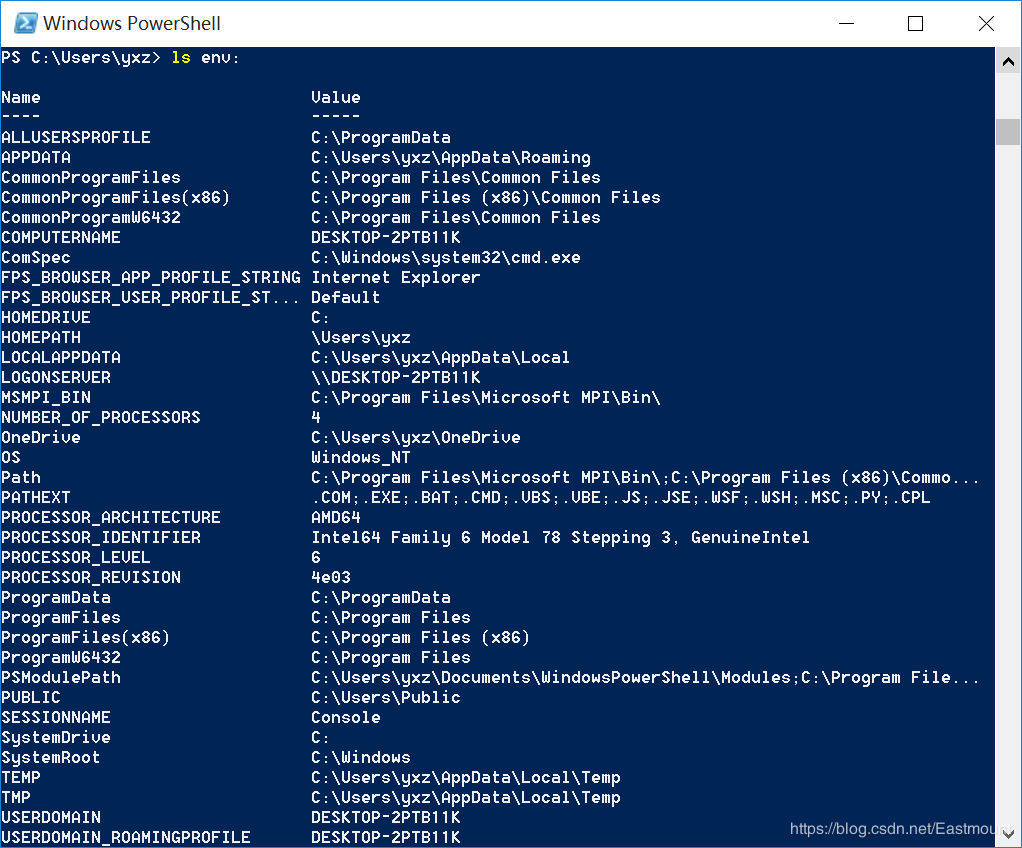 Windows PowerShell
PS C:\Users\yxz> ls env:
Name Value
---- -----
ALLUSERSPROFILE C:\ProgramData
APPDATA C:\Users\yxz\AppData\Roaming
CommonProgramFiles C:\Program Files\Common Files
CommonProgramFiles(x86) C:\Program Files (x86)\Common Files
CommonProgramW6432 C:\Program Files\Common Files
COMPUTERNAME DESKTOP-2PTB11K
ComSpec C:\Windows\system32\cmd.exe
FPS_BROWSER_APP_PROFILE_STRING Internet Explorer
FPS_BROWSER_USER_PROFILE_ST... Default
HOMEDRIVE C:
HOMEPATH \Users\yxz
LOCALAPPDATA C:\Users\yxz\AppData\Local
LOGONSERVER \\DESKTOP-2PTB11K
MSMPI_BIN C:\Program Files\Microsoft MPI\Bin\
NUMBER_OF_PROCESSORS 4
OneDrive C:\Users\yxz\OneDrive
OS Windows_NT
Path C:\Program Files\Microsoft MPI\Bin\;C:\Program Files (x86)\Commo...
PATHEXT .COM;.EXE;.BAT;.CMD;.VBS;.VBE;.JS;.JSE;.WSF;.WSH;.MSC;.PY;.CPL
PROCESSOR_ARCHITECTURE AMD64
PROCESSOR_IDENTIFIER Intel64 Family 6 Model 78 Stepping 3, GenuineIntel
PROCESSOR_LEVEL 6
PROCESSOR_REVISION 4e03
ProgramData C:\ProgramData
ProgramFiles C:\Program Files
ProgramFiles(x86) C:\Program Files (x86)
ProgramW6432 C:\Program Files
PSModulePath C:\Users\yxz\Documents\WindowsPowerShell\Modules;C:\Program File...
PUBLIC C:\Users\Public
SESSIONNAME Console
SystemDrive C:
SystemRoot C:\Windows
TEMP C:\Users\yxz\AppData\Local\Temp
TMP C:\Users\yxz\AppData\Local\Temp
USERDOMAIN DESKTOP-2PTB11K
USERDOMAIN_ROAMINGPROFILE DESKTOP-2PTB11K
https://blog.csdn.net/Eastmount